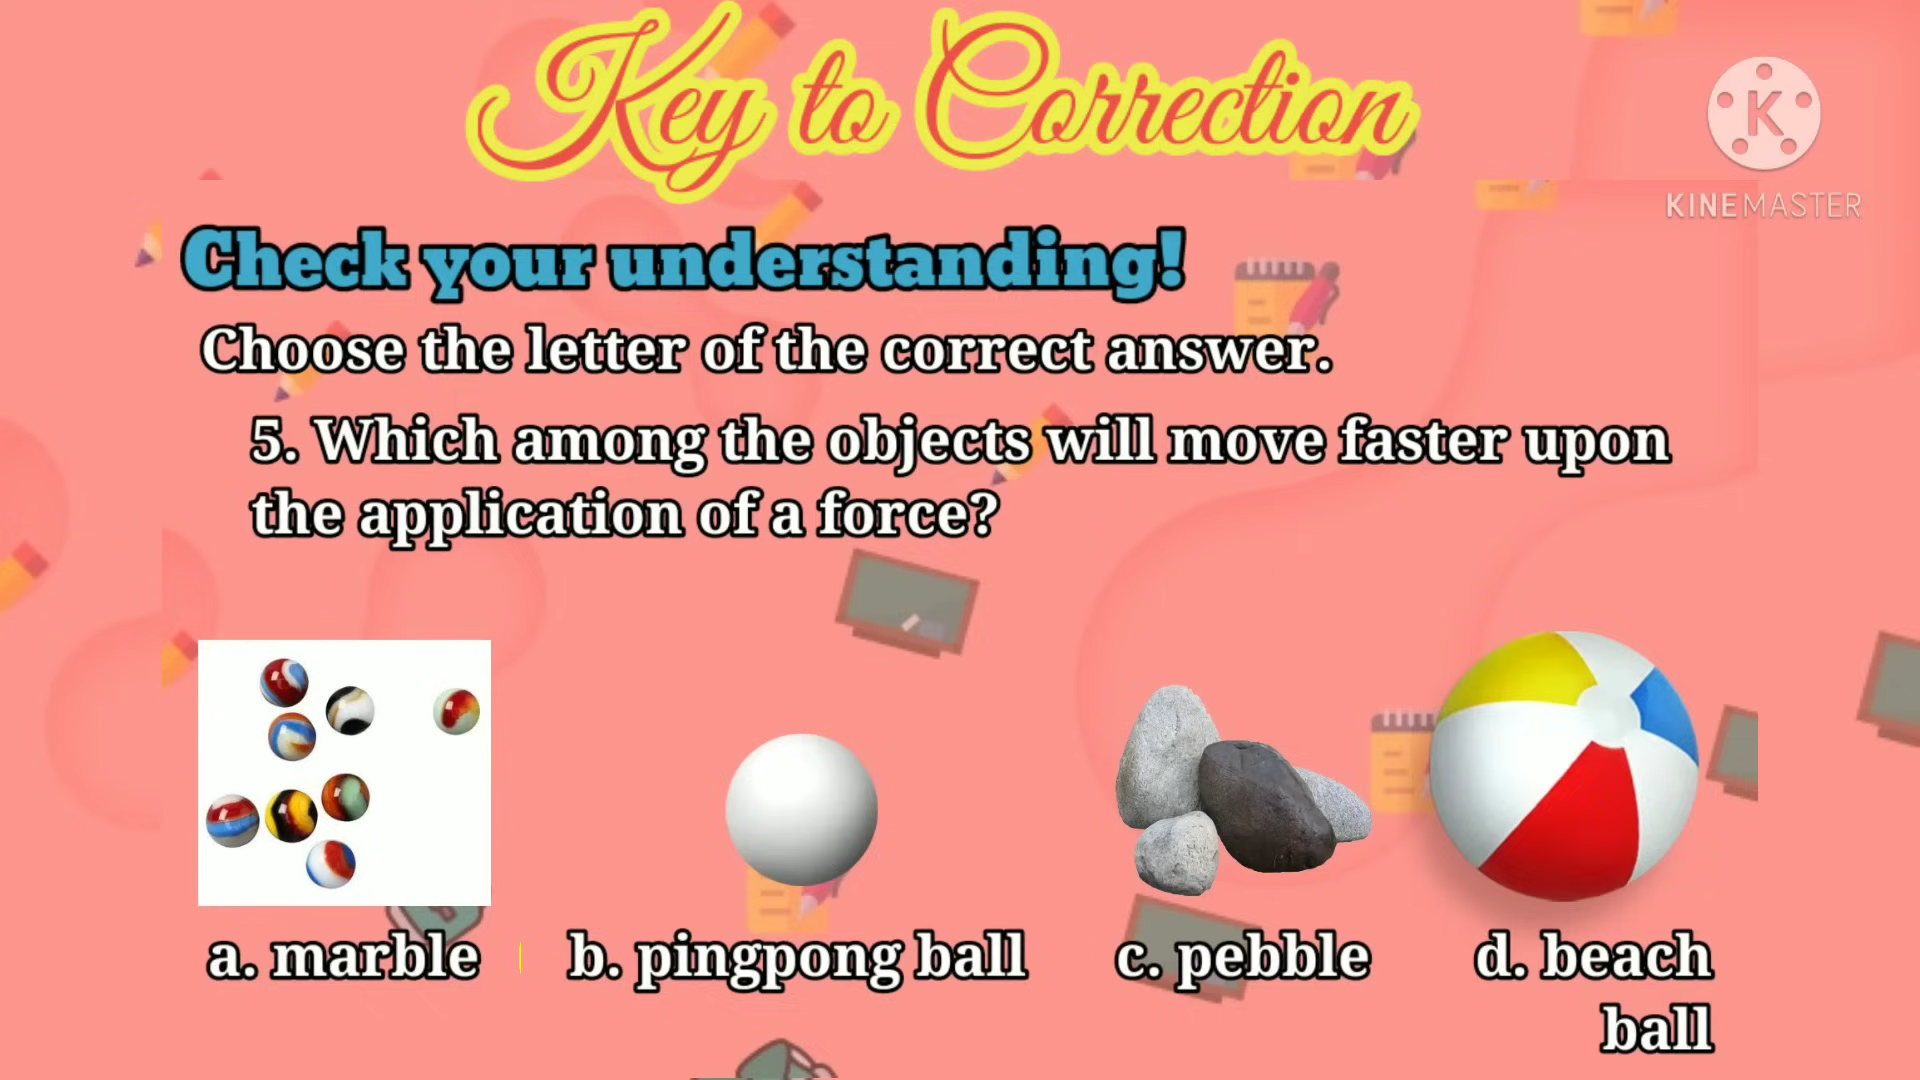 Key to Correction
K
KINEMASTER
Check your understanding!
Choose the letter of the correct answer.
5. Which among the objects will move faster upon
the application of a force?
a. marble
b. pingpong ball
c. pebble
d. beach
ball